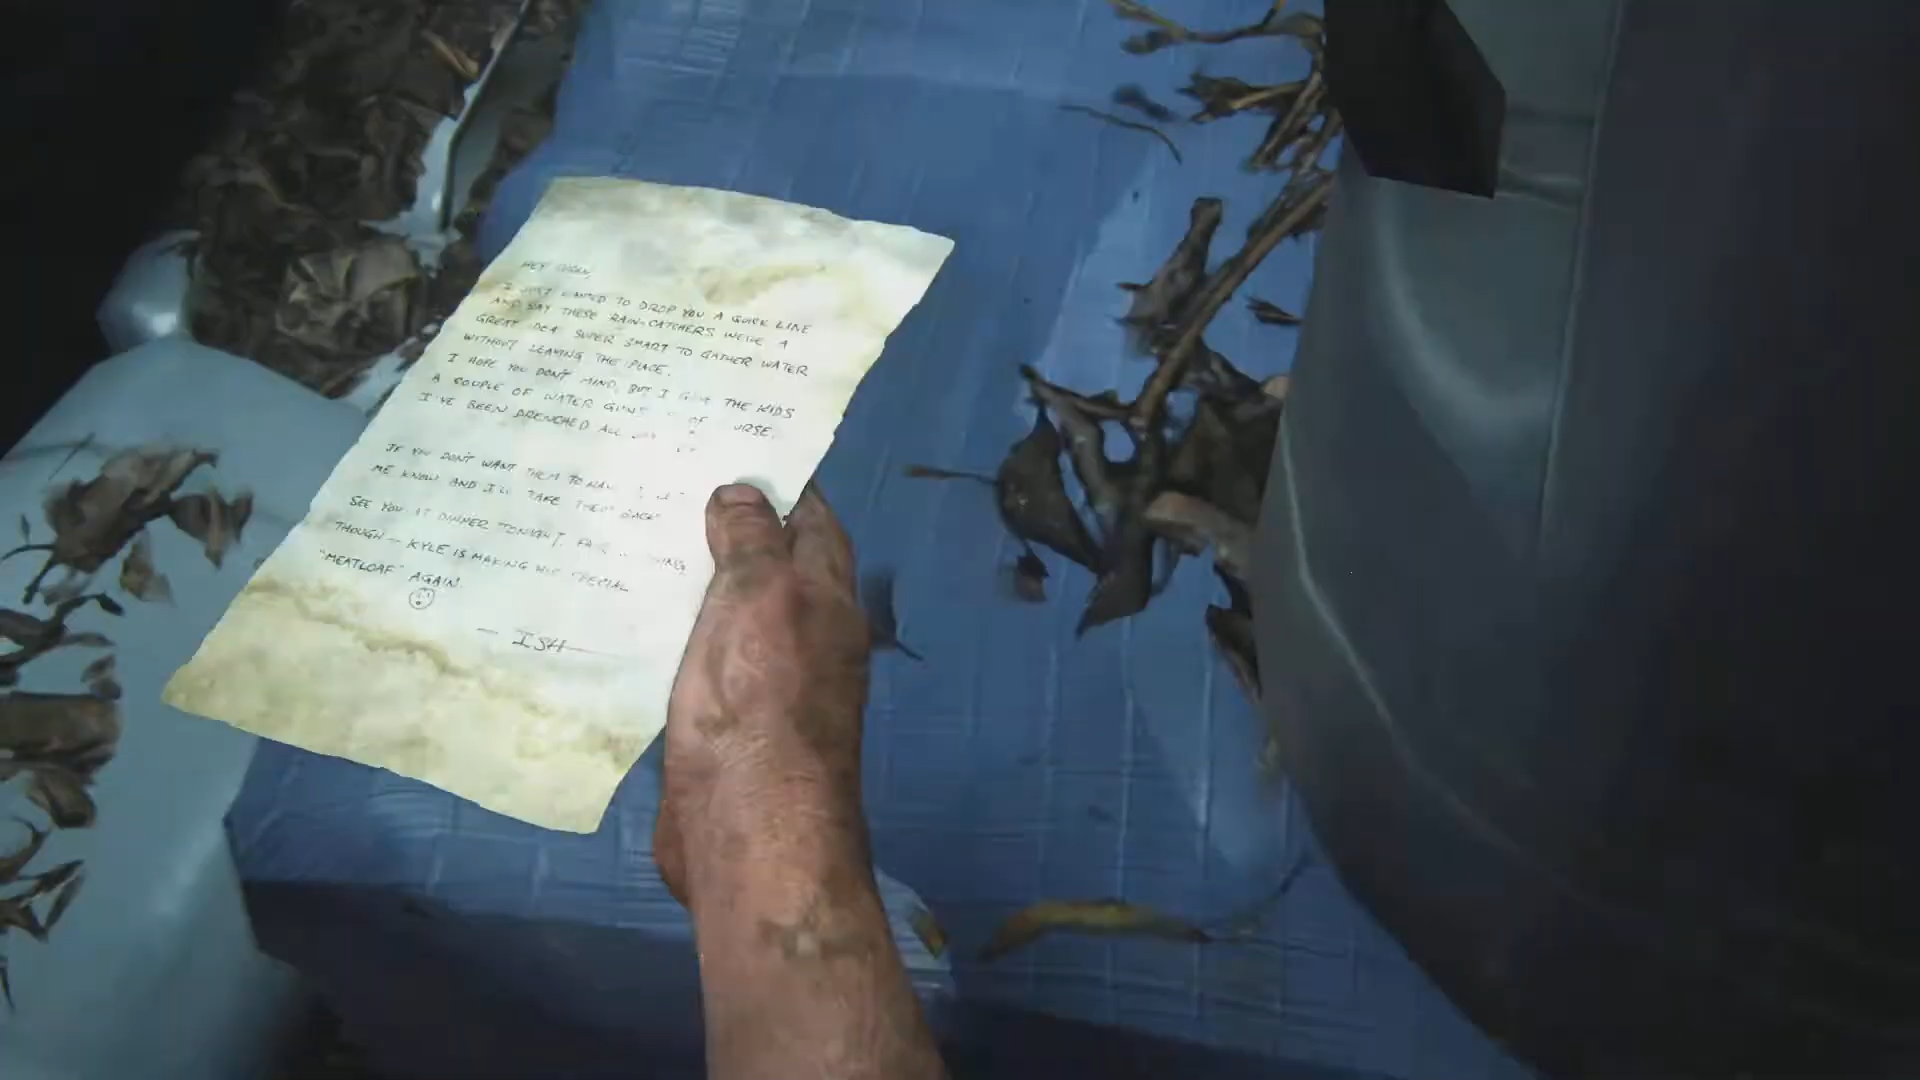 HEY SUSAN,
I JUST WANTED TO DROP YOU A QUICK LINE
AND SAY THESE RAIN-CATCHERS WERE A
GREAT IDEA. SUPER SMART TO GATHER WATER
WITHOUT LEAVING THE PLACE.
I HOPE YOU DON'T MIND, BUT I GAVE THE KIDS
A COUPLE OF WATER GUNS OF
I'VE BEEN DRENCHED ALL
IF YOU DON'T WANT THEM TO
ME KNOW AND I'LL TAKE THEM BACK
SEE YOU AT DINNER TONIGHT.
THOUGH — KYLE IS MAKING HIS SPECIAL
"MEATLOAF" AGAIN.
— ISH